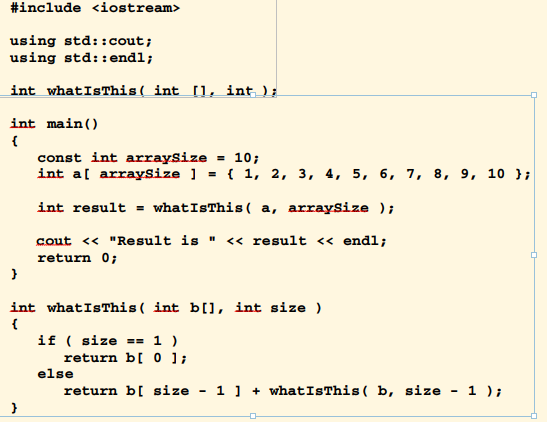 #include <iostream>
using std::cout;
using std::endl;
int whatIsThis( int [], int );
int main()
{
const int arraySize = 10;
int a[ arraySize ] = { 1, 2, 3, 4, 5, 6, 7, 8, 9, 10 };
int result = whatIsThis( a, arraySize );
cout << "Result is " << result << endl;
return 0;
}
int whatIsThis( int b[], int size )
{
if ( size == 1 )
return b[ 0 ];
else
return b[ size - 1 ] + whatIsThis( b, size - 1 );
}